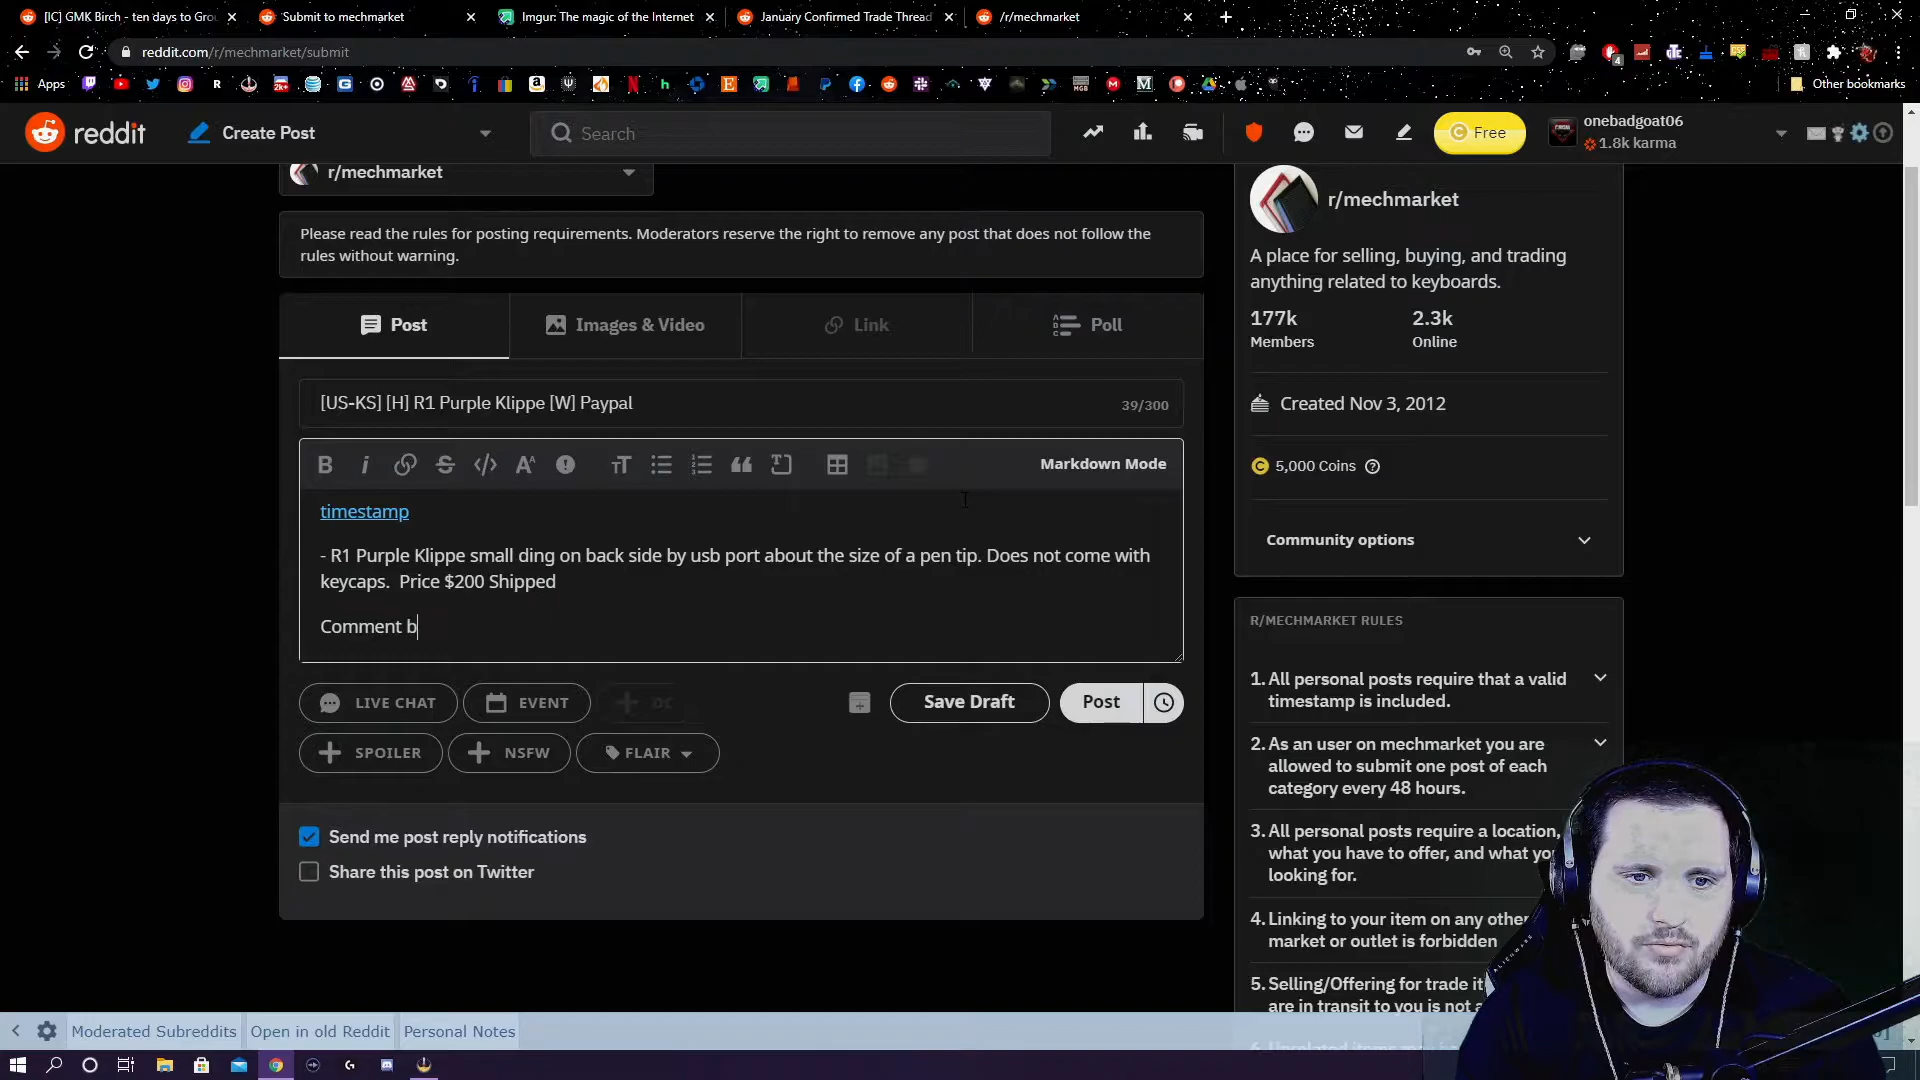 [IC] GMK Birch - ten days to Grou
Submit to mechmarket
Imgur: The magic of the Internet
January Confirmed Trade Thread
/r/mechmarket
reddit.com/r/mechmarket/submit
Apps
Other bookmarks
reddit
Create Post
Search
Free
onebadgoat06
1.8k karma
r/mechmarket
Please read the rules for posting requirements. Moderators reserve the right to remove any post that does not follow the
rules without warning.
Post
Images & Video
Link
Poll
[US-KS] [H] R1 Purple Klippe [W] Paypal
39/300
Markdown Mode
timestamp
- R1 Purple Klippe small ding on back side by usb port about the size of a pen tip. Does not come with
keycaps.  Price $200 Shipped
Comment b
LIVE CHAT
EVENT
OC
Save Draft
Post
SPOILER
NSFW
FLAIR
Send me post reply notifications
Share this post on Twitter
r/mechmarket
A place for selling, buying, and trading
anything related to keyboards.
177k
2.3k
Members
Online
Created Nov 3, 2012
5,000 Coins
Community options
R/MECHMARKET RULES
1. All personal posts require that a valid
timestamp is included.
2. As an user on mechmarket you are
allowed to submit one post of each
category every 48 hours.
3. All personal posts require a location,
what you have to offer, and what you
looking for.
4. Linking to your item on any other
market or outlet is forbidden
5. Selling/Offering for trade it
are in transit to you is not a
Moderated Subreddits
Open in old Reddit
Personal Notes
ALIENWARE